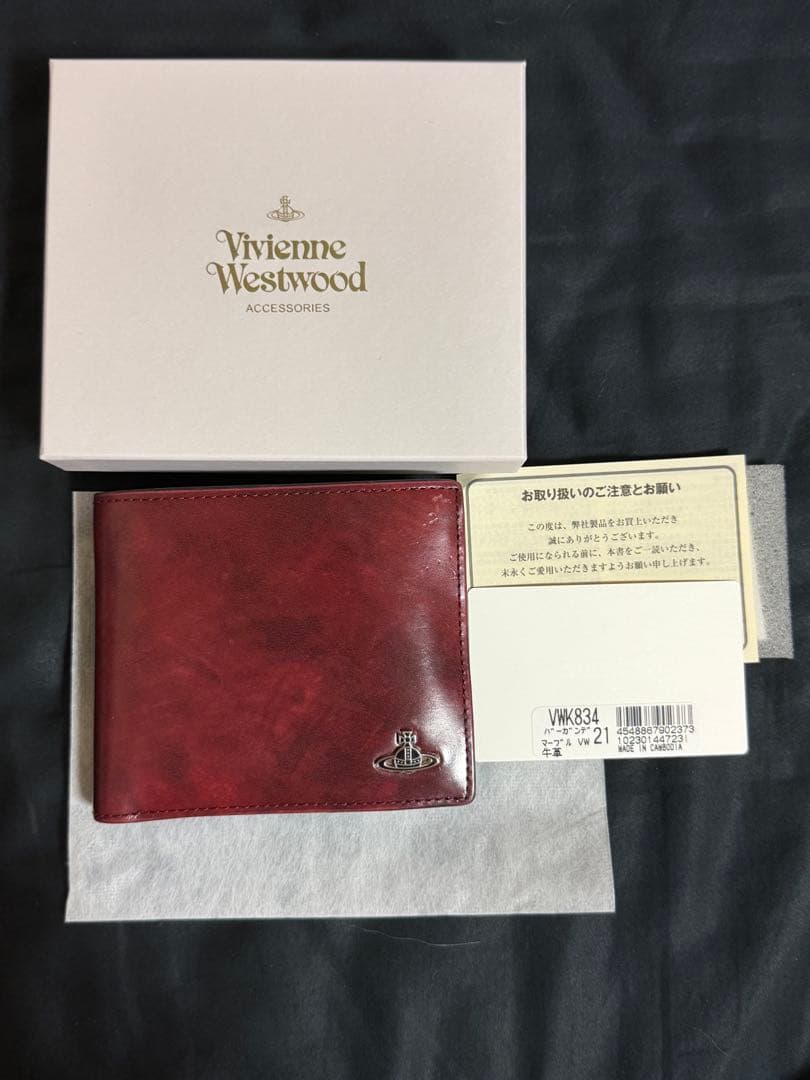 Vivienne
Westwood
ACCESSORIES
お取り扱いのご注意とお願い
この度は、弊社製品をお買上いただき
誠にありがとうございます。
ご使用になられる前に、本書をご一読いただき、
末永くご愛用いただきますようお願い申し上げます。
VWK834
バーガンデ
マーブル VW 21
牛革
4548867902373
10230144723
MADE IN CAMBODIA